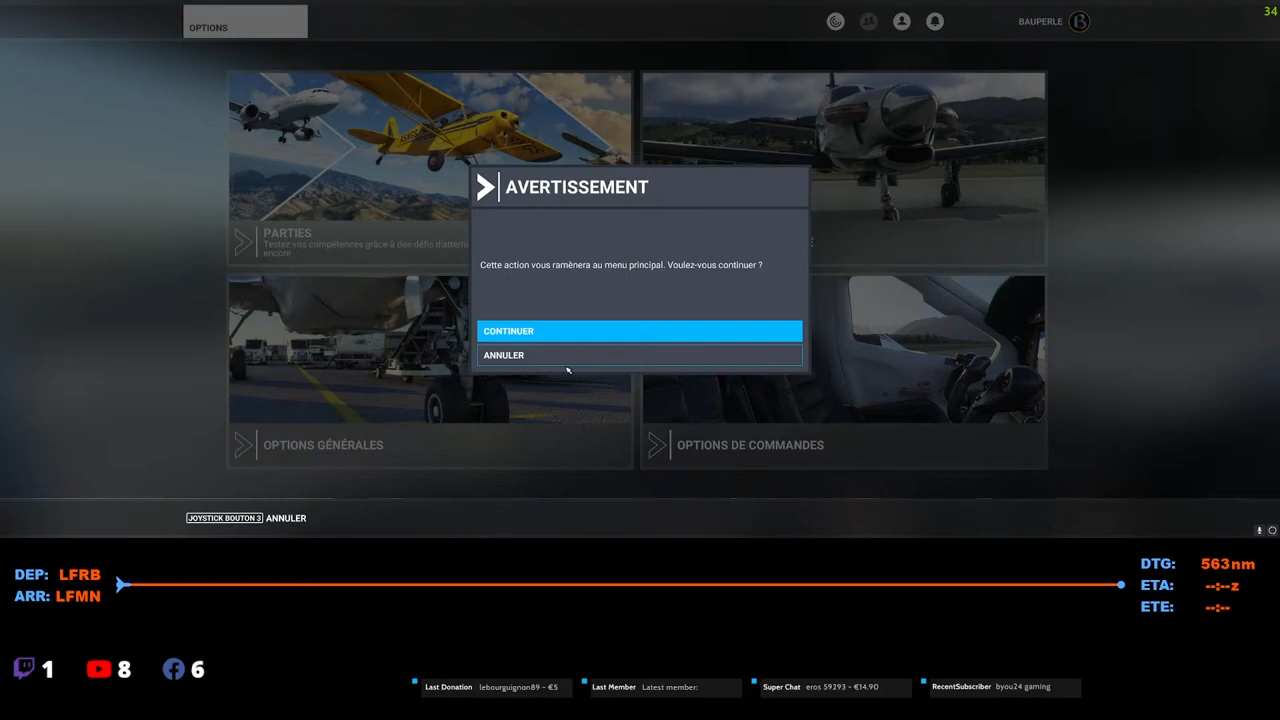 34
OPTIONS
BAUPERLE
PARTIES
Testez vos compétences grâce à des défis
encore
AVERTISSEMENT
Cette action vous ramènera au menu principal. Voulez-vous continuer ?
CONTINUER
ANNULER
OPTIONS GÉNÉRALES
OPTIONS DE COMMANDES
JOYSTICK BOUTON 3 ANNULER
DEP: LFRB
ARR: LFMN
DTG: 563nm
ETA: --:--z
ETE: --:--
1
8
6
Last Donation lebourguignon89 - €5
Last Member Latest member:
Super Chat eros 59293 - €14.90
RecentSubscriber byou24 gaming